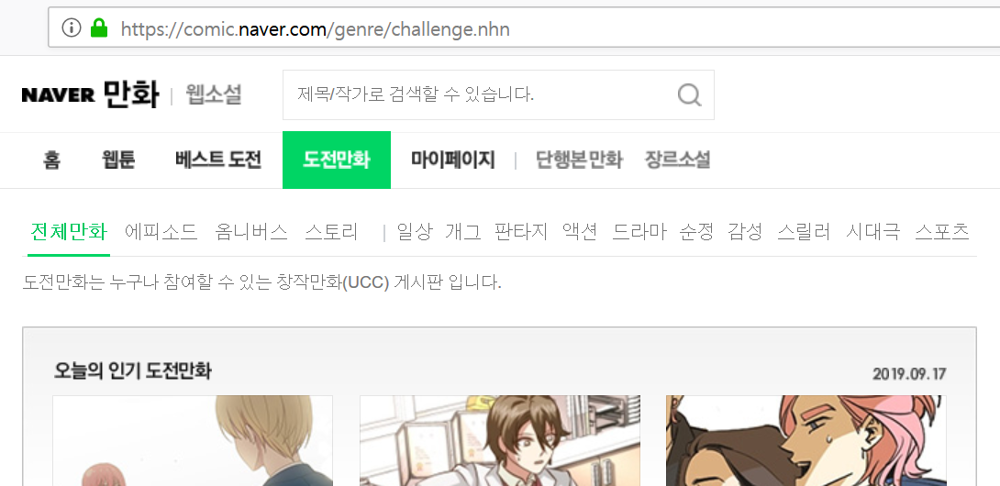 https://comic.naver.com/genre/challenge.nhn
NAVER 만화 | 웹소설 제목/작가로 검색할 수 있습니다.
홈 웹툰 베스트 도전 도전만화 마이페이지 | 단행본만화 장르소설
전체만화 에피소드 옴니버스 스토리 | 일상 개그 판타지 액션 드라마 순정 감성 스릴러 시대극 스포츠
도전만화는 누구나 참여할 수 있는 창작만화(UCC) 게시판 입니다.
오늘의 인기 도전만화 2019.09.17